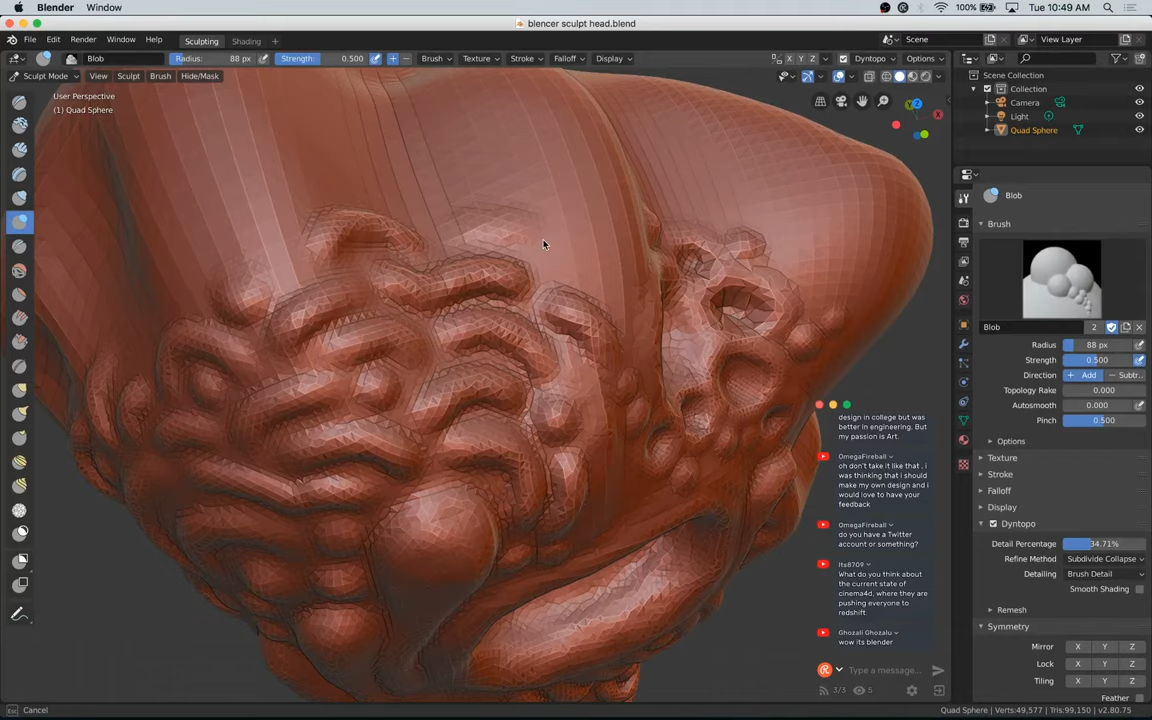 Blender Window
100% Tue 10:49 AM
blencer sculpt head.blend
File Edit Render Window Help Sculpting Shading + Scene View Layer
Blob Radius: 88 px Strength: 0.500 Brush Texture Stroke Falloff Display X Y Z Dyntopo Options
Sculpt Mode View Sculpt Brush Hide/Mask
User Perspective
(1) Quad Sphere
Scene Collection
Collection
Camera
Light
Quad Sphere
Blob
Brush
Blob 2
Radius 88 px
Strength 0.500
Direction + Add — Subtr..
Topology Rake 0.000
Autosmooth 0.000
Pinch 0.500
Options
Texture
Stroke
Falloff
Display
Dyntopo
Detail Percentage 34.71%
Refine Method Subdivide Collapse
Detailing Brush Detail
Smooth Shading
Remesh
Symmetry
Mirror X Y Z
Lock X Y Z
Tiling X Y Z
Feather
design in college but was
better in engineering. But
my passion is Art.
OmegaFireball
oh don't take it like that , i
was thinking that i should
make my own design and i
would love to have your
feedback
OmegaFireball
do you have a Twitter
account or something?
Its8709
What do you think about
the current state of
cinema4d, where they are
pushing everyone to
redshift
Ghozali Ghozalu
wow its blender
Type a message...
3/3 5
Esc Cancel
Quad Sphere | Verts:49,577 | Tris:99,150 | v2.80.75